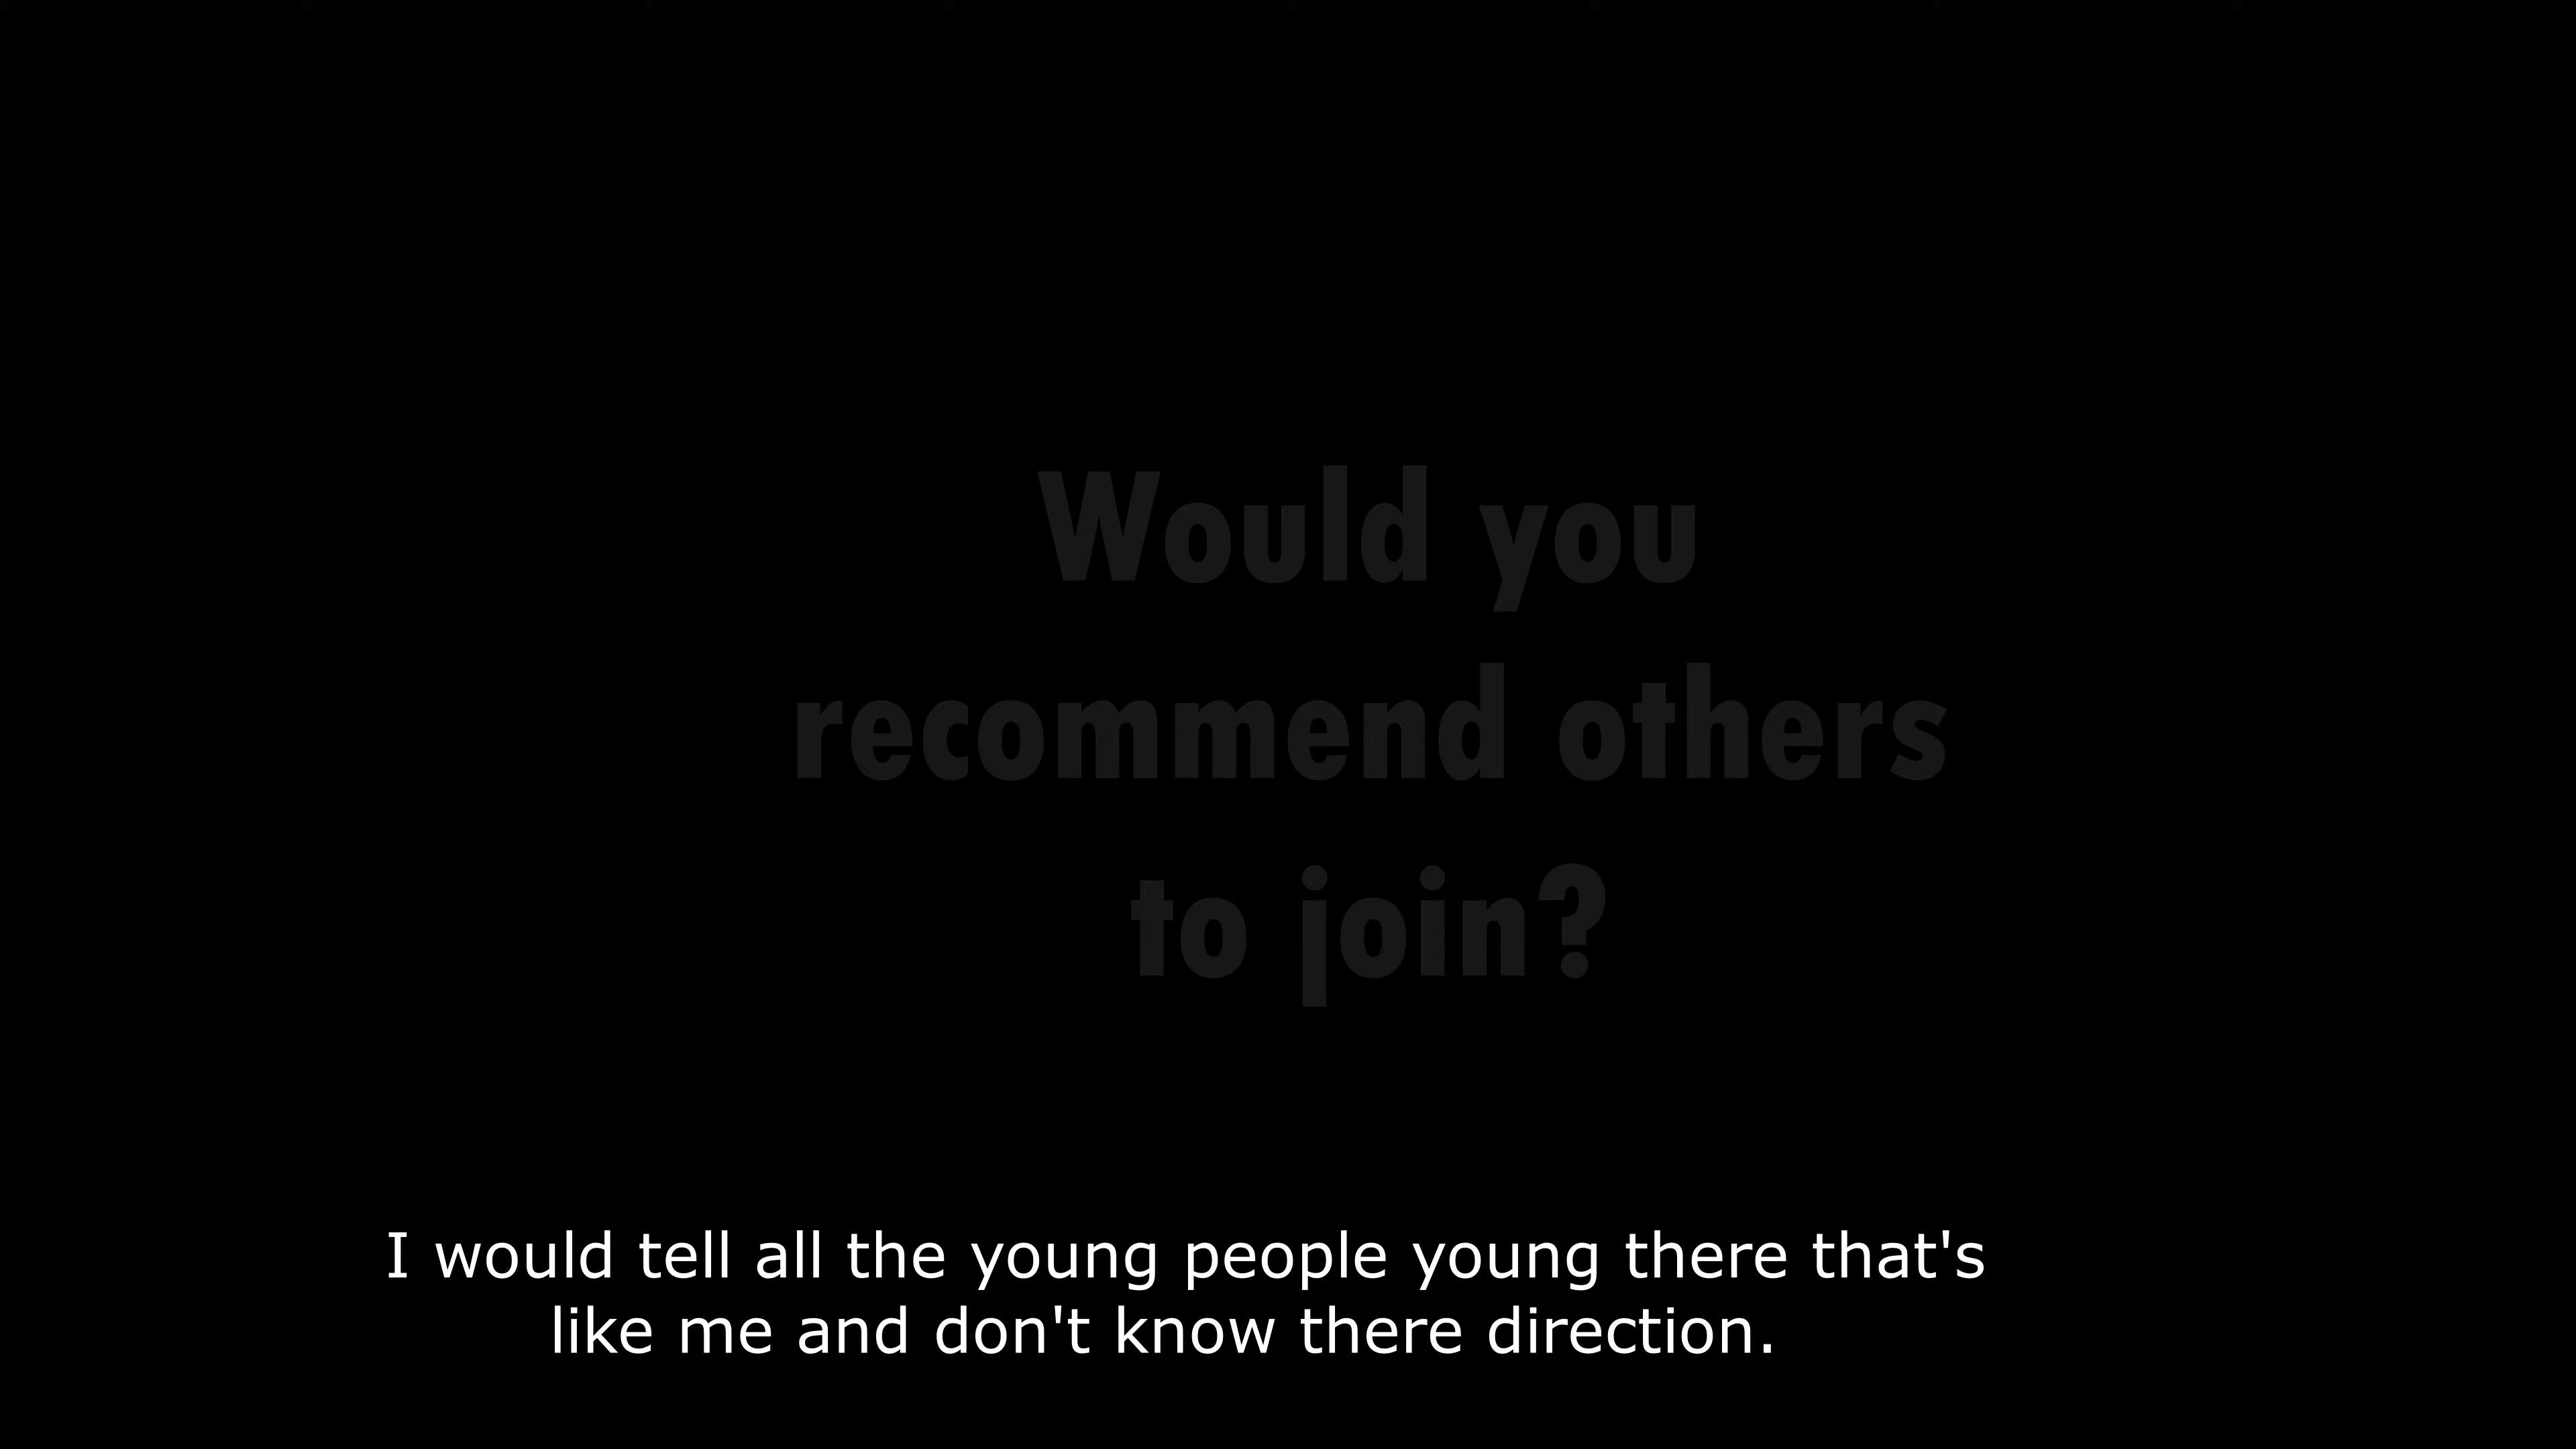 Would you
recommend others
to join?
I would tell all the young people young there that's
like me and don't know there direction.